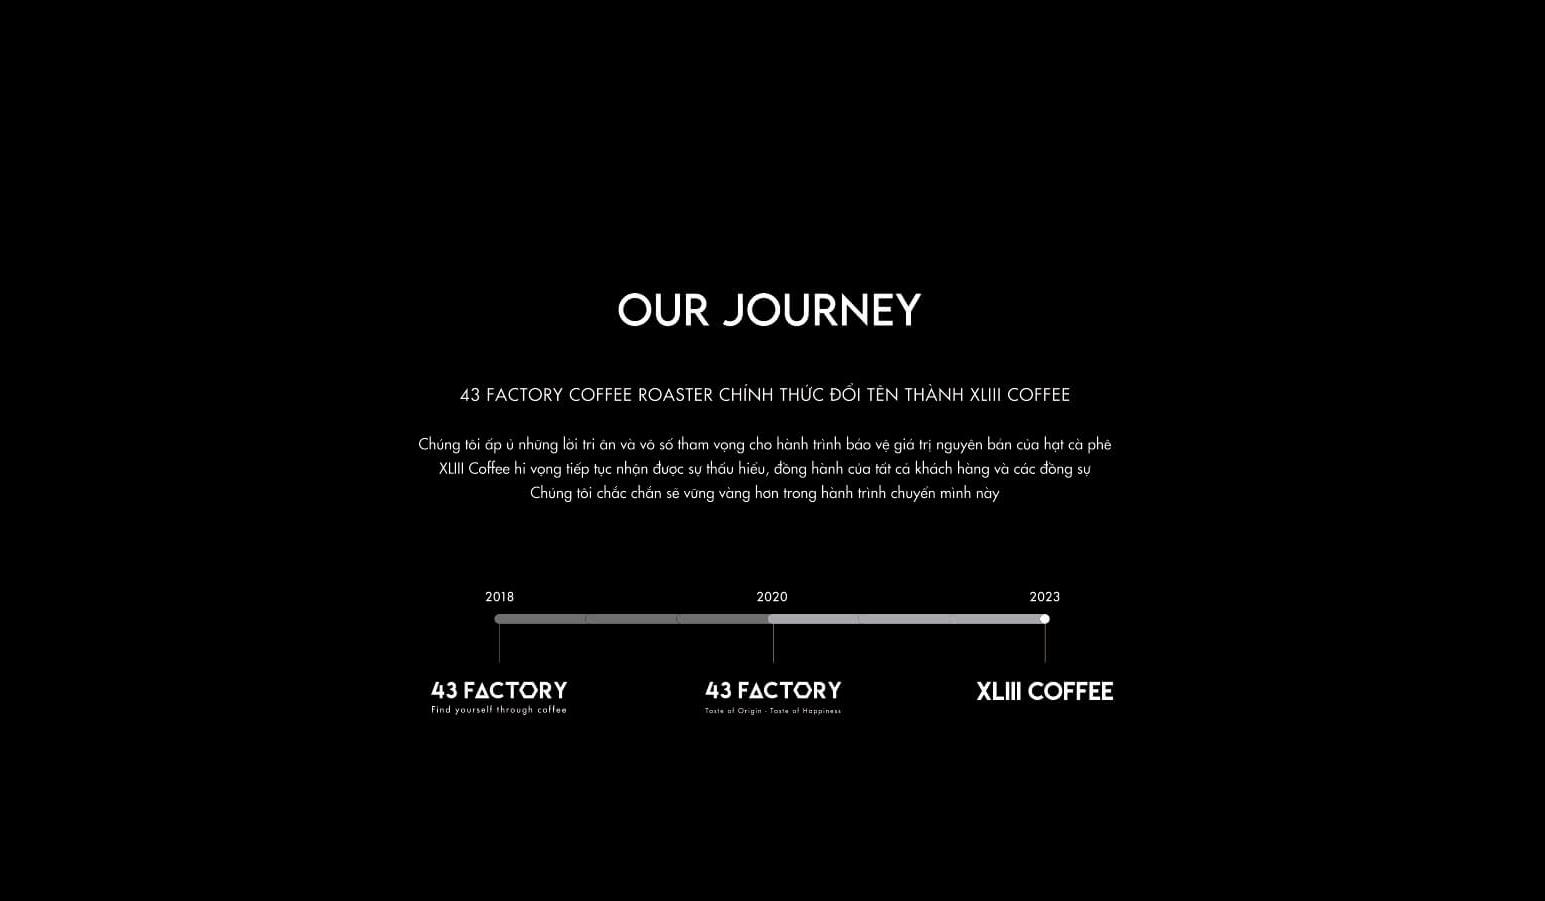 OUR JOURNEY
43 FACTORY COFFEE ROASTER CHÍNH THỨC ĐỔI TÊN THÀNH XLIII COFFEE
Chúng tôi ấp ủ những lời tri ân và vô số tham vọng cho hành trình bảo vệ giá trị nguyên bản của hạt cà phê
XLIII Coffee hi vọng tiếp tục nhận được sự thấu hiểu, đồng hành của tất cả khách hàng và các đồng sự
Chúng tôi chắc chắn sẽ vững vàng hơn trong hành trình chuyển mình này
2018 2020 2023
43 FACTORY 43 FACTORY XLIII COFFEE
Find yourself through coffee Taste of Origin - Taste of Happiness